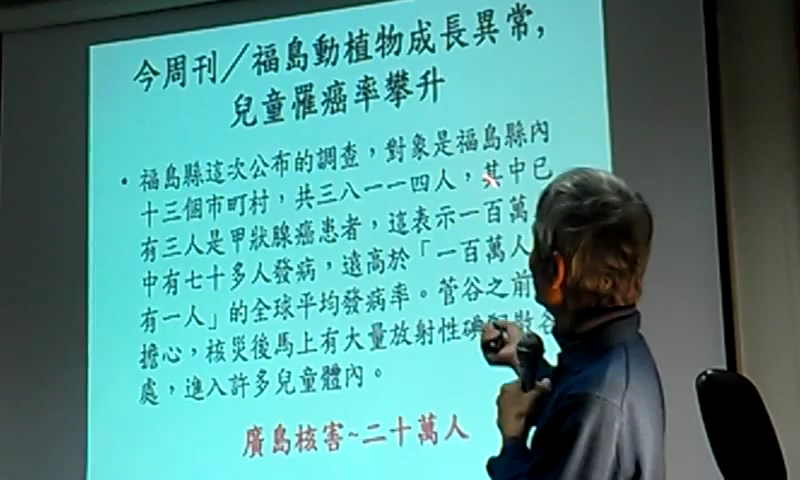 今周刊／福島動植物成長異常,
兒童罹癌率攀升
• 福島縣這次公布的調查，對象是福島縣內
十三個市町村，共三八一一四人，其中已
有三人是甲狀腺癌患者，這表示一百萬
中有七十多人發病，遠高於「一百萬人
有一人」的全球平均發病率。菅谷之前
擔心，核災後馬上有大量放射性碘
處，進入許多兒童體內。
廣島核害~二十萬人